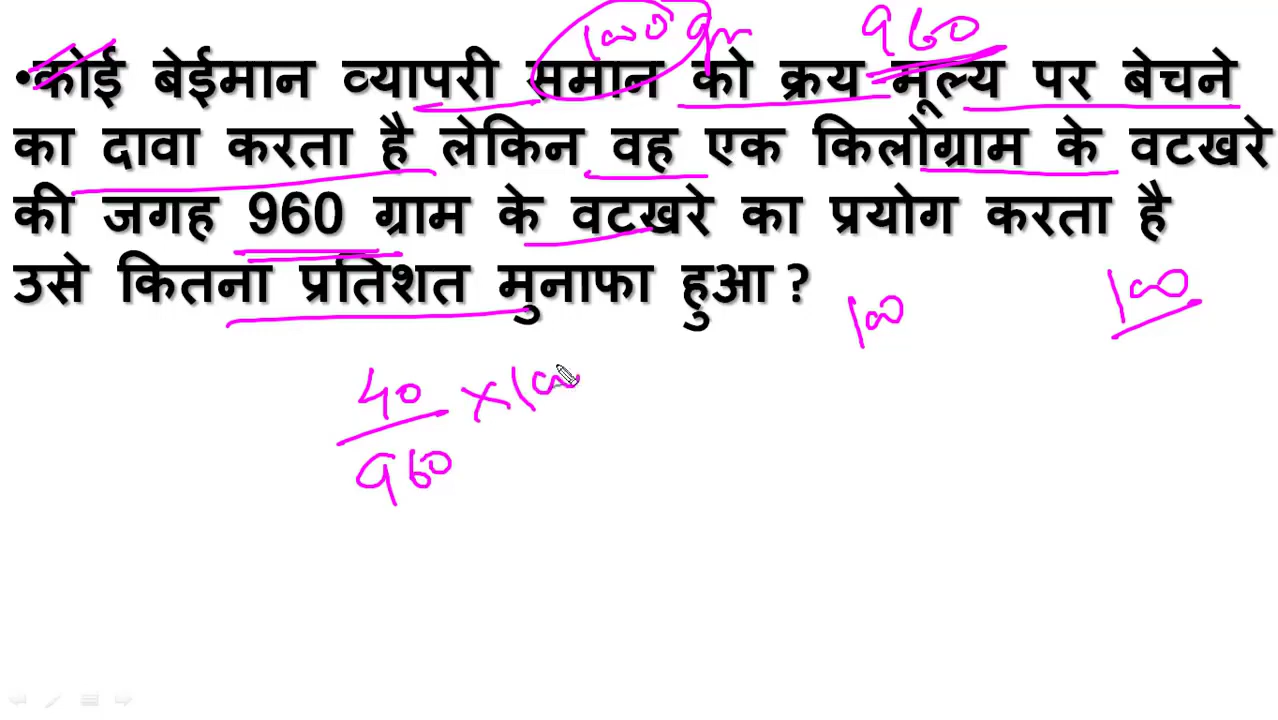 1000 gm 960
•कोई बेईमान व्यापरी समान को क्रय मूल्य पर बेचने
का दावा करता है लेकिन वह एक किलोग्राम के वटखरे
की जगह 960 ग्राम के वटखरे का प्रयोग करता है
उसे कितना प्रतिशत मुनाफा हुआ ?
100 100
40 × 100
960